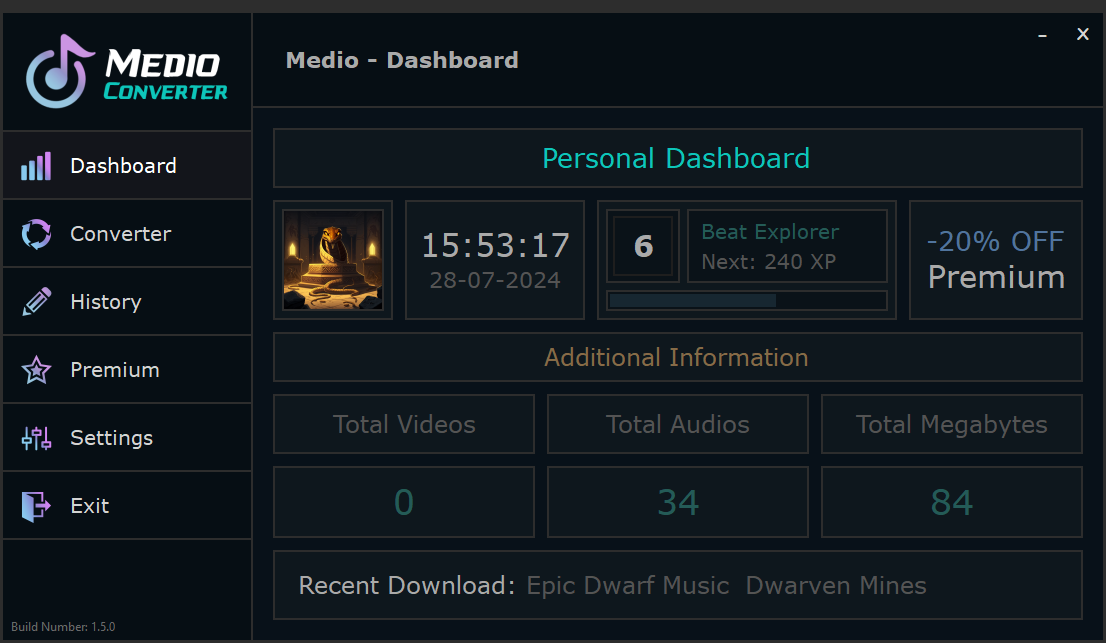 MEDIO
CONVERTER
Medio - Dashboard
–
X
Dashboard
Converter
History
Premium
Settings
Exit
Build Number: 1.5.0
Personal Dashboard
15:53:17
28-07-2024
6
Beat Explorer
Next: 240 XP
-20% OFF
Premium
Additional Information
Total Videos
Total Audios
Total Megabytes
0
34
84
Recent Download: Epic Dwarf Music  Dwarven Mines